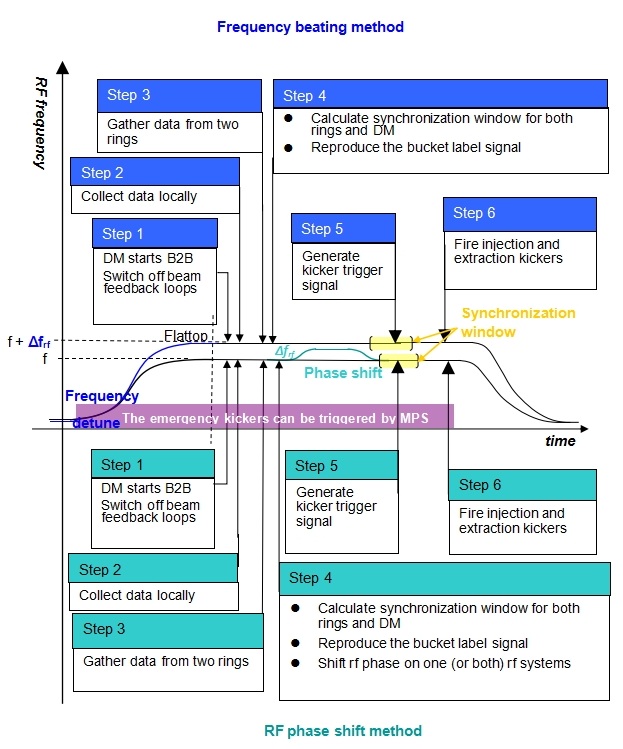 Frequency beating method
RF frequency
Step 3
Gather data from two
rings
Step 4
● Calculate synchronization window for both
rings and DM
● Reproduce the bucket label signal
Step 2
Collect data locally
Step 1
DM starts B2B
Switch off beam
feedback loops
Step 5
Generate
kicker trigger
signal
Step 6
Fire injection and
extraction kickers
Synchronization
window
f + Δfrf
Flattop
f
Δfrf
Phase shift
Frequency
detune
The emergency kickers can be triggered by MPS
time
Step 1
DM starts B2B
Switch off beam
feedback loops
Step 5
Generate
kicker trigger
signal
Step 6
Fire injection and
extraction kickers
Step 2
Collect data locally
Step 3
Gather data from two rings
Step 4
● Calculate synchronization window for both
rings and DM
● Reproduce the bucket label signal
● Shift rf phase on one (or both) rf systems
RF phase shift method